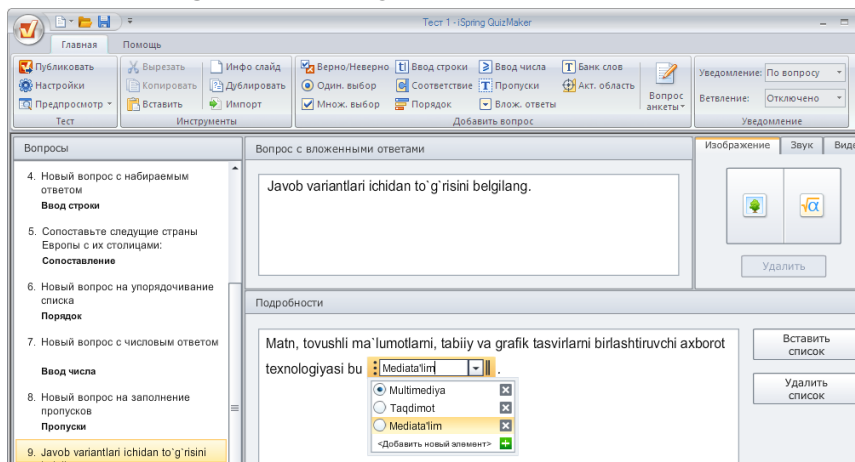 Тест 1 - iSpring QuizMaker
Главная Помощь
Публиковать
Настройки
Предпросмотр
Тест
Вырезать
Копировать
Вставить
Инфо слайд
Дублировать
Импорт
Инструменты
Верно/Неверно
Один. выбор
Множ. выбор
Ввод строки
Соответствие
Порядок
Ввод числа
Пропуски
Влож. ответы
Банк слов
Акт. область
Вопрос
анкеты
Добавить вопрос
Уведомление: По вопросу
Ветвление: Отключено
Уведомление
Вопросы
4. Новый вопрос с набираемым
ответом
Ввод строки
5. Сопоставьте следущие страны
Европы с их столицами:
Сопоставление
6. Новый вопрос на упорядочивание
списка
Порядок
7. Новый вопрос с числовым ответом
Ввод числа
8. Новый вопрос на заполнение
пропусков
Пропуски
9. Javob variantlari ichidan to`g`risini
Вопрос с вложенными ответами
Javob variantlari ichidan to`g`risini belgilang.
Изображение Звук Виде
√α
Удалить
Подробности
Matn, tovushli ma`lumotlarni, tabiiy va grafik tasvirlarni birlashtiruvchi axborot
texnologiyasi bu Mediata'lim .
Multimediya
Taqdimot
Mediata'lim
<Добавить новый элемент>
Вставить
список
Удалить
список